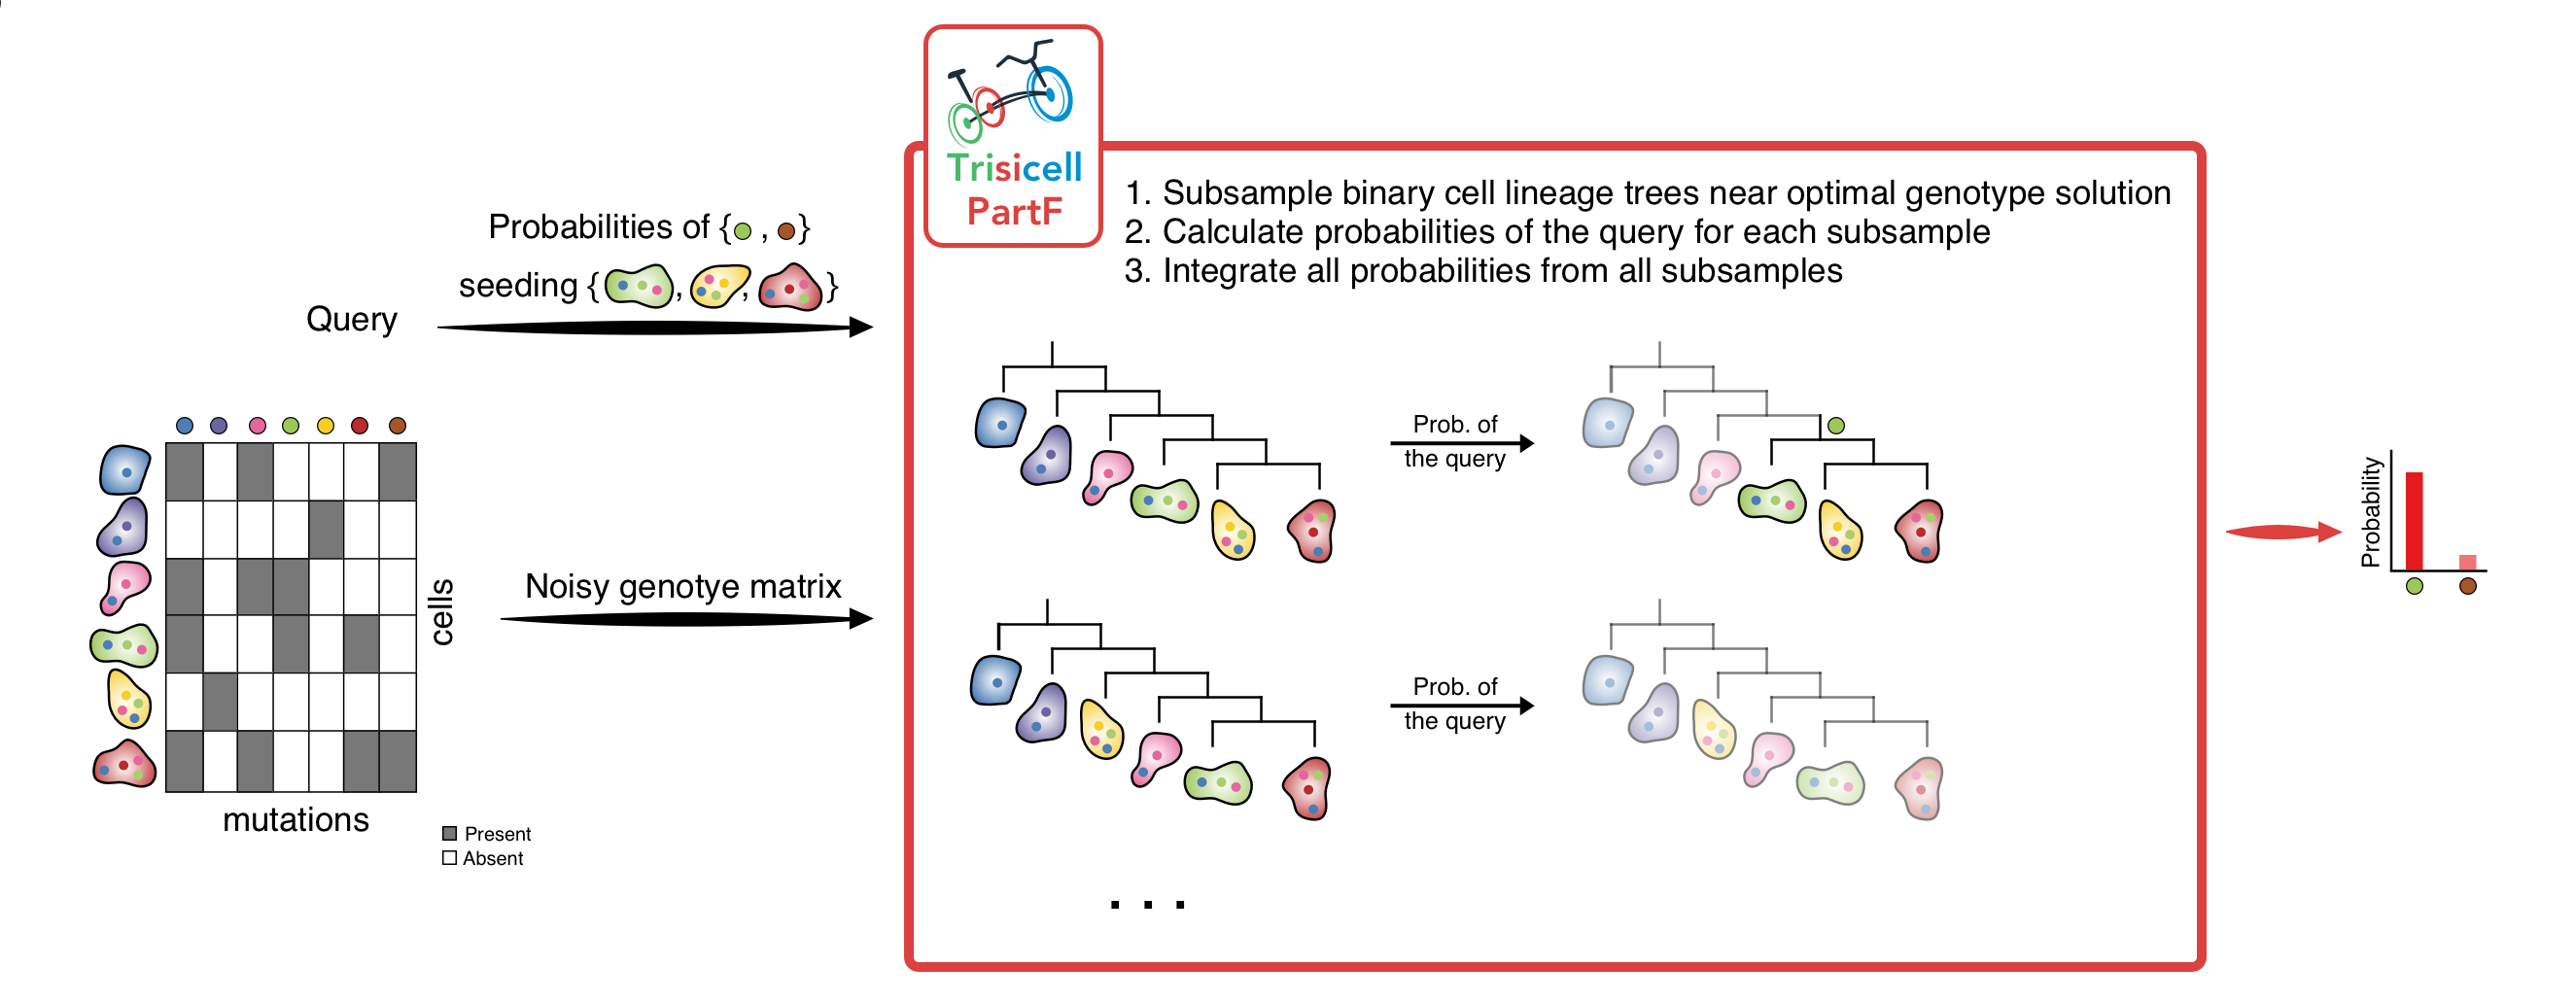 Trisicell
PartF
1. Subsample binary cell lineage trees near optimal genotype solution
2. Calculate probabilities of the query for each subsample
3. Integrate all probabilities from all subsamples
Probabilities of { , }
seeding { , , }
Query
Noisy genotye matrix
cells
mutations
Present
Absent
Prob. of
the query
Prob. of
the query
. . .
Probability